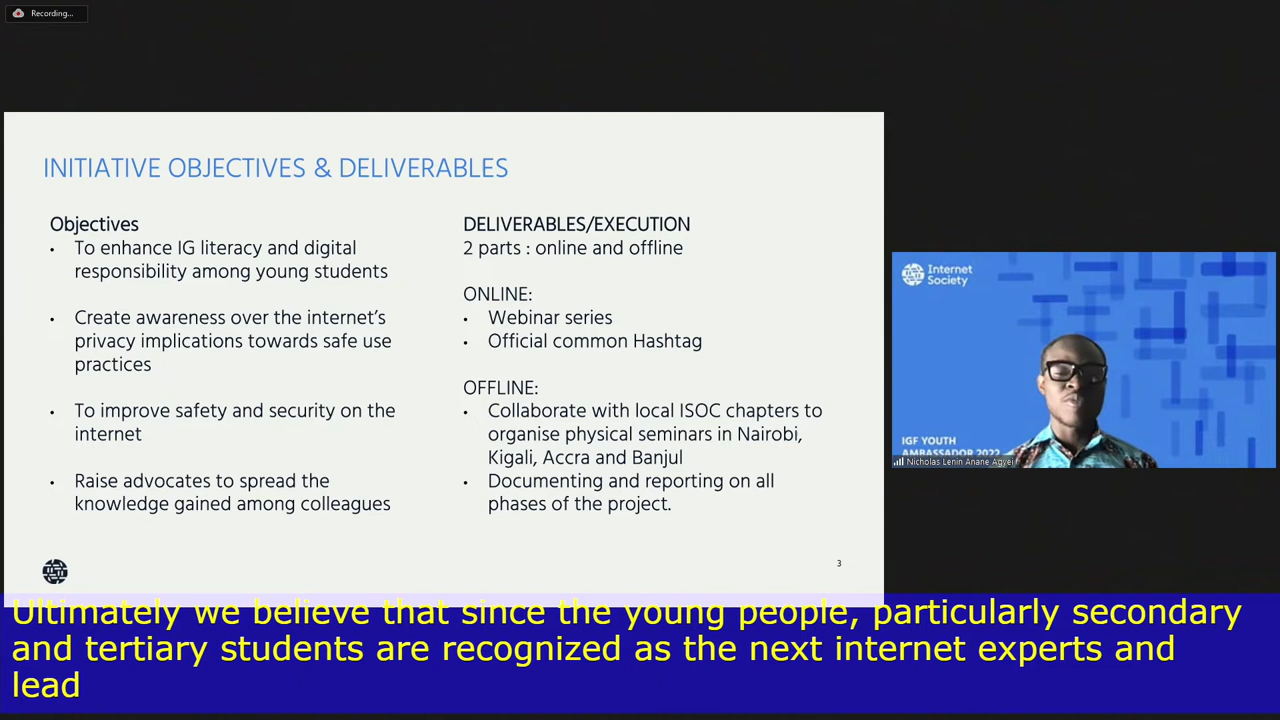 Recording...
INITIATIVE OBJECTIVES & DELIVERABLES
Objectives
• To enhance IG literacy and digital
responsibility among young students
• Create awareness over the internet's
privacy implications towards safe use
practices
• To improve safety and security on the
internet
• Raise advocates to spread the
knowledge gained among colleagues
DELIVERABLES/EXECUTION
2 parts : online and offline
ONLINE:
• Webinar series
• Official common Hashtag
OFFLINE:
• Collaborate with local ISOC chapters to
organise physical seminars in Nairobi,
Kigali, Accra and Banjul
• Documenting and reporting on all
phases of the project.
3
Internet
Society
IGF YOUTH
AMBASSADOR 2022
Nicholas Lenin Anane Agyei
Ultimately we believe that since the young people, particularly secondary
and tertiary students are recognized as the next internet experts and
lead